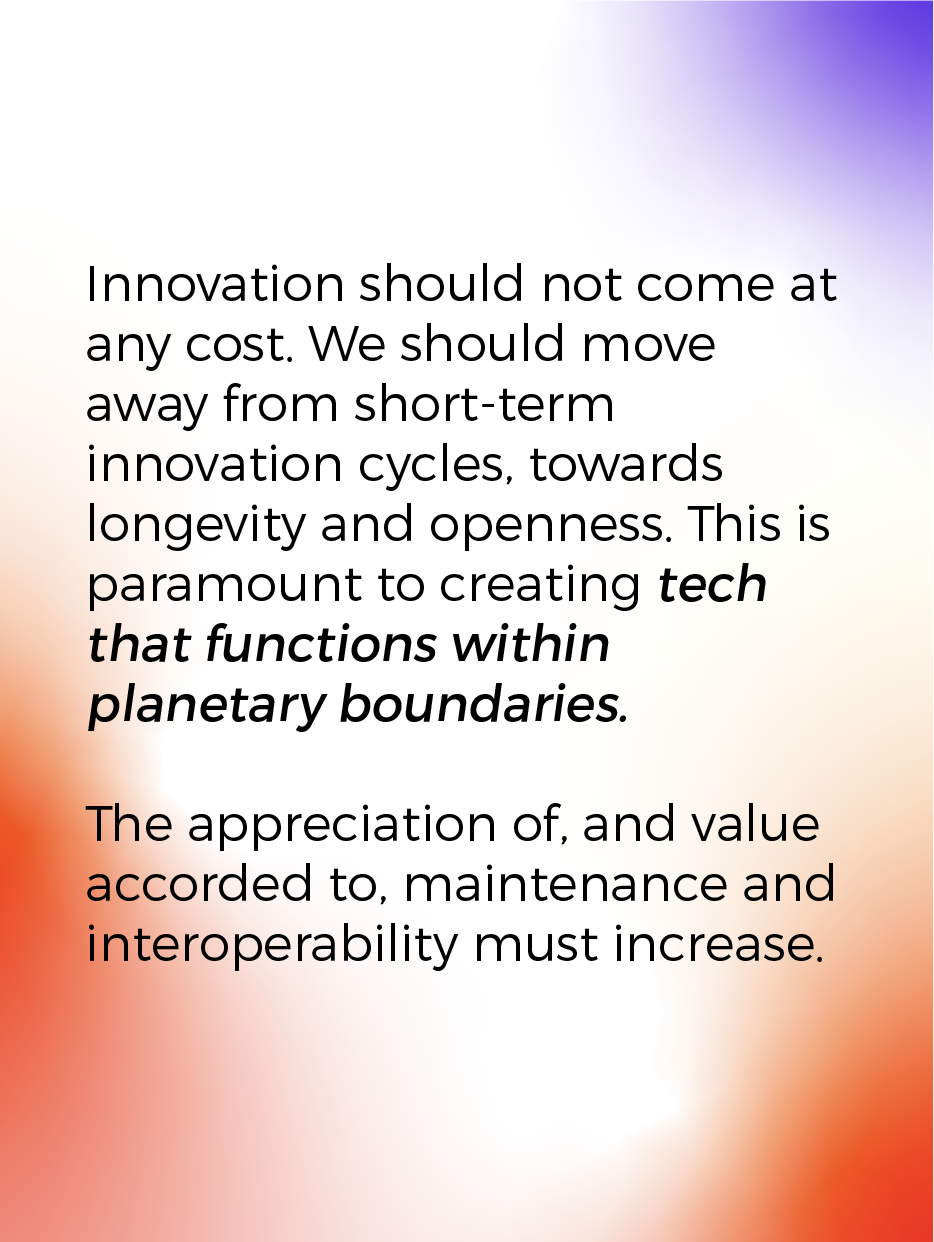 Innovation should not come at
any cost. We should move
away from short-term
innovation cycles, towards
longevity and openness. This is
paramount to creating tech
that functions within
planetary boundaries.
The appreciation of, and value
accorded to, maintenance and
interoperability must increase.